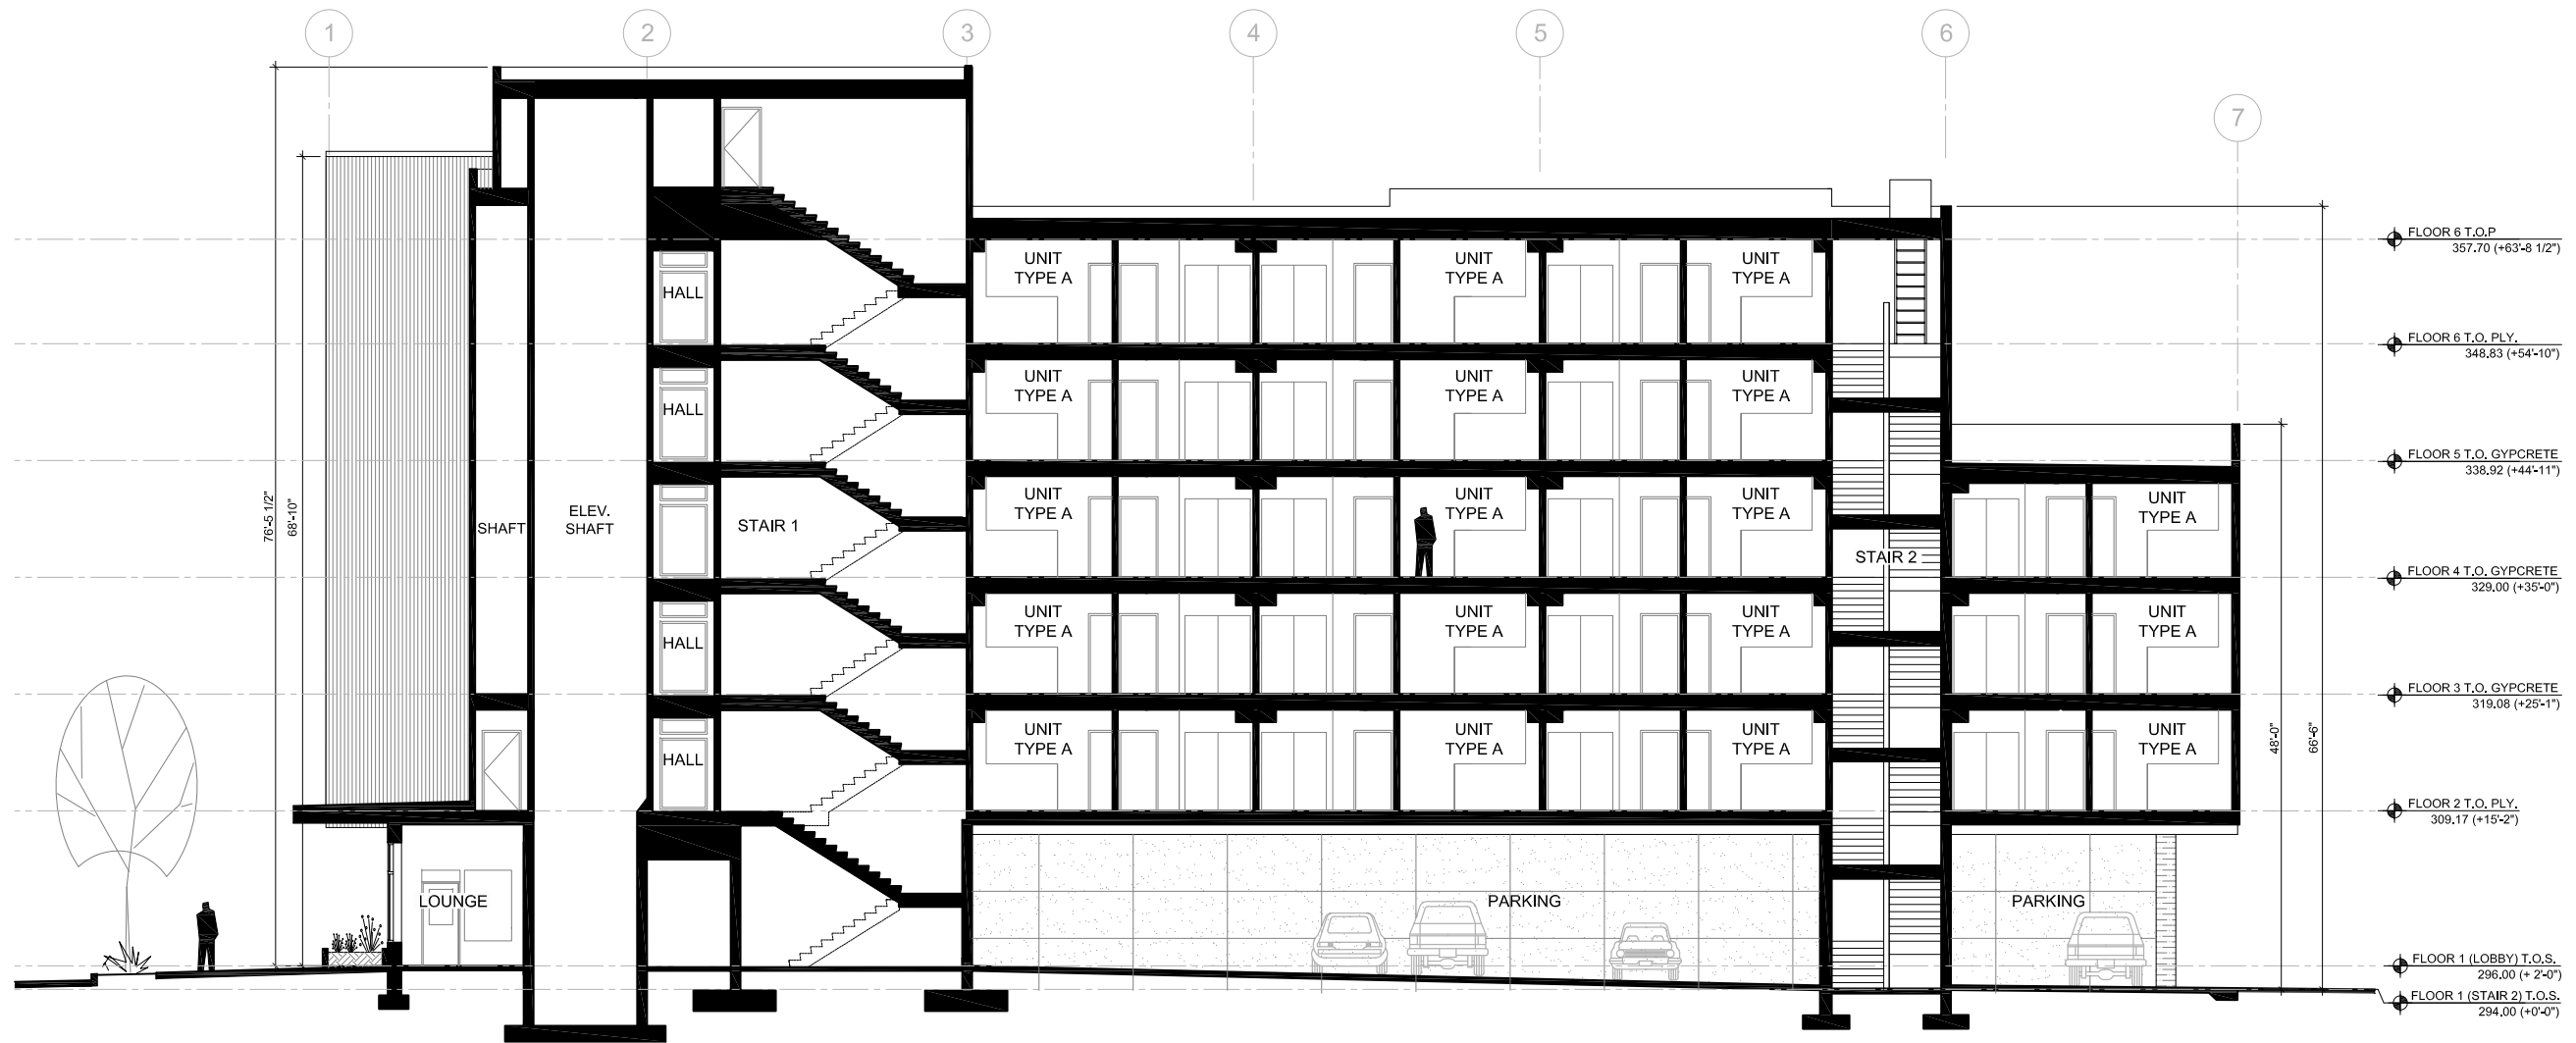 1
2
3
4
5
6
7
FLOOR 6 T.O.P
357.70 (+63'-8 1/2")
UNIT
TYPE A
UNIT
TYPE A
UNIT
TYPE A
HALL
FLOOR 6 T.O. PLY.
348.83 (+54'-10")
UNIT
TYPE A
UNIT
TYPE A
UNIT
TYPE A
HALL
FLOOR 5 T.O. GYPCRETE
338.92 (+44'-11")
76'-5 1/2"
68'-10"
SHAFT
ELEV.
SHAFT
HALL
STAIR 1
UNIT
TYPE A
UNIT
TYPE A
UNIT
TYPE A
STAIR 2
UNIT
TYPE A
FLOOR 4 T.O. GYPCRETE
329.00 (+35'-0")
HALL
UNIT
TYPE A
UNIT
TYPE A
UNIT
TYPE A
UNIT
TYPE A
FLOOR 3 T.O. GYPCRETE
319.08 (+25'-1")
HALL
UNIT
TYPE A
UNIT
TYPE A
UNIT
TYPE A
UNIT
TYPE A
48'-0"
66'-6"
FLOOR 2 T.O. PLY.
309.17 (+15'-2")
LOUNGE
PARKING
PARKING
FLOOR 1 (LOBBY) T.O.S.
296.00 (+ 2'-0")
FLOOR 1 (STAIR 2) T.O.S.
294.00 (+0'-0")